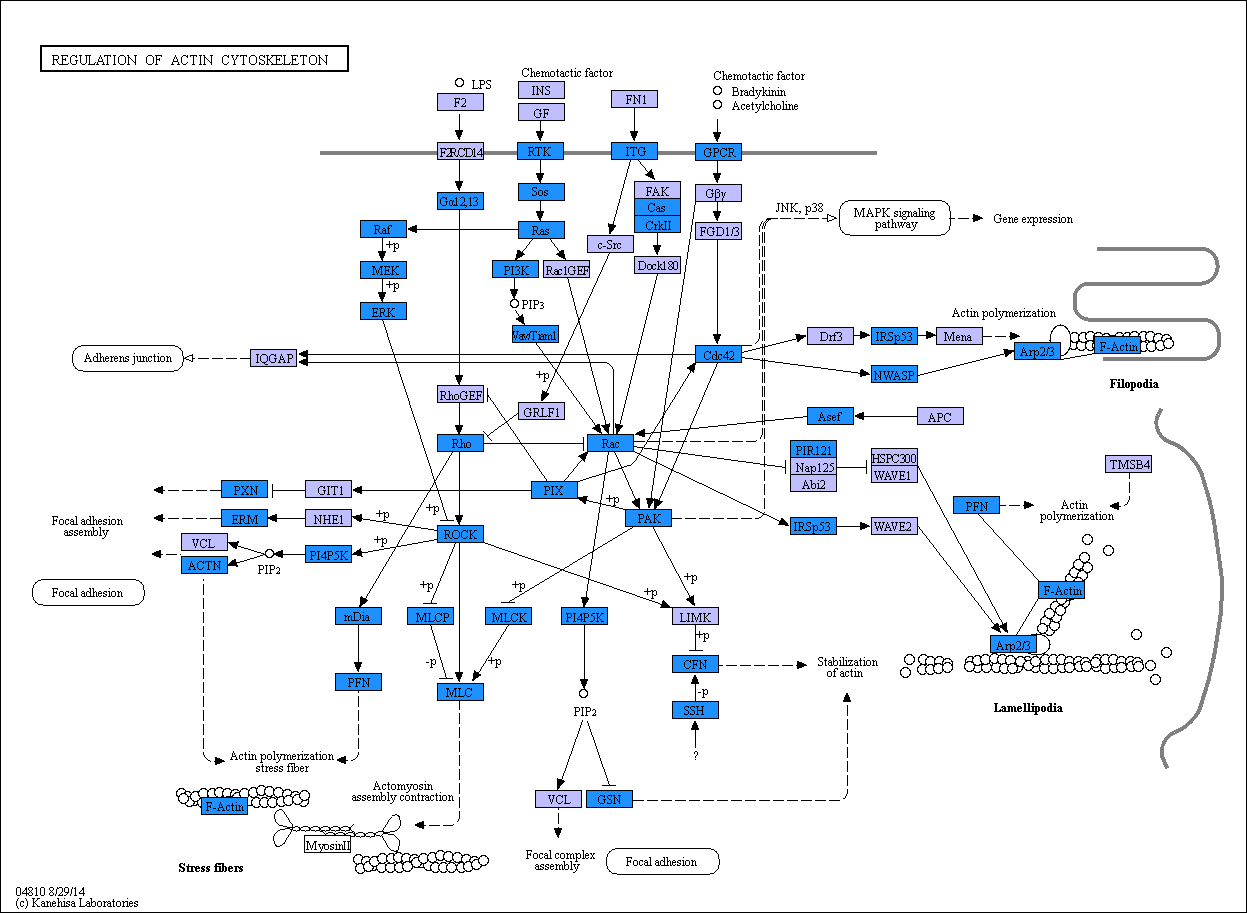 REGULATION OF ACTIN CYTOSKELETON
LPS
F2
Chemotactic factor
INS
GF
FN1
Chemotactic factor
Bradykinin
Acetylcholine
F2RCD14
RTK
ITG
GPCR
Gα12,13
Sos
FAK
Cas
CrkII
Gβγ
JNK, p38
MAPK signaling
pathway
Gene expression
Raf
+p
Ras
c-Src
FGD1/3
MEK
+p
PI3K
Rac1GEF
Dock180
ERK
PIP3
Vav/Tiam1
Actin polymerization
Drf3
IRSp53
Mena
Arp2/3
F-Actin
Adherens junction
IQGAP
Cdc42
NWASP
Filopodia
+p
RhoGEF
GRLF1
Asef
APC
Rho
Rac
PIR121
Nap125
Abi2
HSPC300
WAVE1
TMSB4
PXN
GIT1
PIX
+p
PFN
Actin
polymerization
Focal adhesion
assembly
ERM
NHE1
+p
+p
PAK
IRSp53
WAVE2
VCL
ACTN
PIP2
PI4P5K
+p
ROCK
Focal adhesion
+p
+p
+p
+p
F-Actin
mDia
MLCP
MLCK
PI4P5K
LIMK
+p
Arp2/3
-p
+p
CFN
Stabilization
of actin
PFN
MLC
-p
SSH
Lamellipodia
PIP2
?
Actin polymerization
stress fiber
Actomyosin
assembly contraction
F-Actin
VCL
GSN
MyosinII
Stress fibers
Focal complex
assembly
Focal adhesion
04810 8/29/14
(c) Kanehisa Laboratories